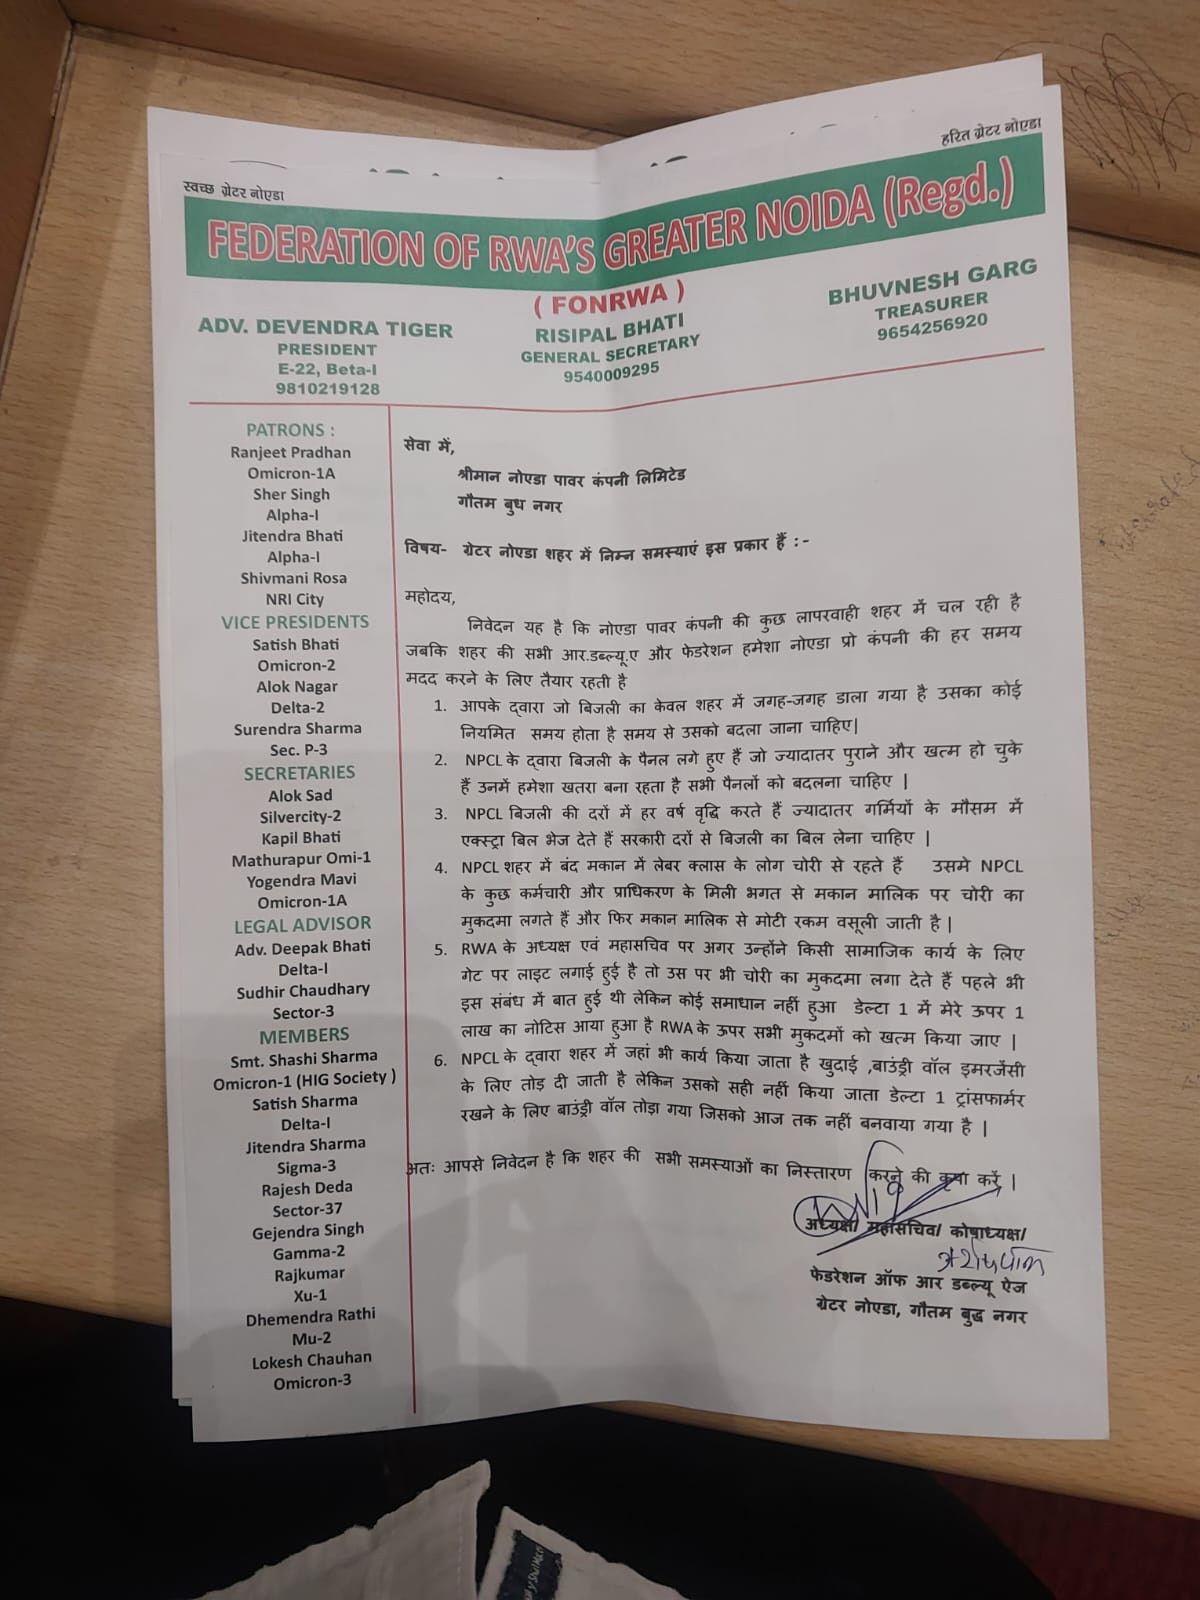 स्वच्छ ग्रेटर नोएडा
हरित ग्रेटर नोएडा
FEDERATION OF RWA'S GREATER NOIDA (Regd.)
( FONRWA )
ADV. DEVENDRA TIGER
PRESIDENT
E-22, Beta-I
9810219128
RISIPAL BHATI
GENERAL SECRETARY
9540009295
BHUVNESH GARG
TREASURER
9654256920
PATRONS :
Ranjeet Pradhan
Omicron-1A
Sher Singh
Alpha-I
Jitendra Bhati
Alpha-I
Shivmani Rosa
NRI City
VICE PRESIDENTS
Satish Bhati
Omicron-2
Alok Nagar
Delta-2
Surendra Sharma
Sec. P-3
SECRETARIES
Alok Sad
Silvercity-2
Kapil Bhati
Mathurapur Omi-1
Yogendra Mavi
Omicron-1A
LEGAL ADVISOR
Adv. Deepak Bhati
Delta-I
Sudhir Chaudhary
Sector-3
MEMBERS
Smt. Shashi Sharma
Omicron-1 (HIG Society )
Satish Sharma
Delta-I
Jitendra Sharma
Sigma-3
Rajesh Deda
Sector-37
Gejendra Singh
Gamma-2
Rajkumar
Xu-1
Dhemendra Rathi
Mu-2
Lokesh Chauhan
Omicron-3
सेवा में,
श्रीमान नोएडा पावर कंपनी लिमिटेड
गौतम बुध नगर
विषय- ग्रेटर नोएडा शहर में निम्न समस्याएं इस प्रकार हैं :-
महोदय,
निवेदन यह है कि नोएडा पावर कंपनी की कुछ लापरवाही शहर में चल रही है
जबकि शहर की सभी आर.डब्ल्यू.ए और फेडरेशन हमेशा नोएडा प्रो कंपनी की हर समय
मदद करने के लिए तैयार रहती है
1. आपके द्वारा जो बिजली का केवल शहर में जगह-जगह डाला गया है उसका कोई
नियमित समय होता है समय से उसको बदला जाना चाहिए|
2. NPCL के द्वारा बिजली के पैनल लगे हुए हैं जो ज्यादातर पुराने और खत्म हो चुके
हैं उनमें हमेशा खतरा बना रहता है सभी पैनलों को बदलना चाहिए |
3. NPCL बिजली की दरों में हर वर्ष वृद्धि करते हैं ज्यादातर गर्मियों के मौसम में
एक्स्ट्रा बिल भेज देते हैं सरकारी दरों से बिजली का बिल लेना चाहिए |
4. NPCL शहर में बंद मकान में लेबर क्लास के लोग चोरी से रहते हैं उसमे NPCL
के कुछ कर्मचारी और प्राधिकरण के मिली भगत से मकान मालिक पर चोरी का
मुकदमा लगते हैं और फिर मकान मालिक से मोटी रकम वसूली जाती है |
5. RWA के अध्यक्ष एवं महासचिव पर अगर उन्होंने किसी सामाजिक कार्य के लिए
गेट पर लाइट लगाई हुई है तो उस पर भी चोरी का मुकदमा लगा देते हैं पहले भी
इस संबंध में बात हुई थी लेकिन कोई समाधान नहीं हुआ डेल्टा 1 में मेरे ऊपर 1
लाख का नोटिस आया हुआ है RWA के ऊपर सभी मुकदमों को खत्म किया जाए |
6. NPCL के द्वारा शहर में जहां भी कार्य किया जाता है खुदाई ,बाउंड्री वॉल इमरजेंसी
के लिए तोड़ दी जाती है लेकिन उसको सही नहीं किया जाता डेल्टा 1 ट्रांसफार्मर
रखने के लिए बाउंड्री वॉल तोड़ा गया जिसको आज तक नहीं बनवाया गया है |
अतः आपसे निवेदन है कि शहर की सभी समस्याओं का निस्तारण करने की कृपा करें |
अध्यक्ष/ महासचिव/ कोषाध्यक्ष/
फेडरेशन ऑफ आर डब्ल्यू ऐज
ग्रेटर नोएडा, गौतम बुद्ध नगर